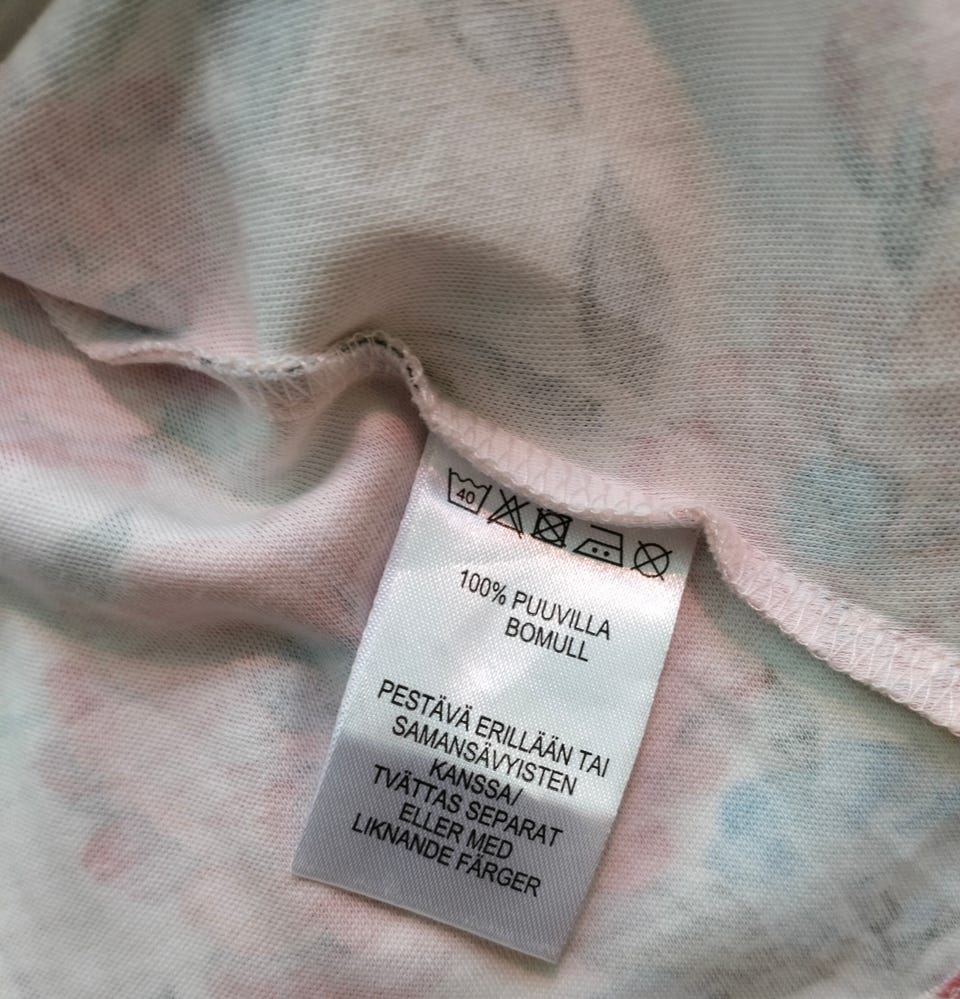 40
100% PUUVILLA
BOMULL
PESTÄVÄ ERILLÄÄN TAI
SAMANSÄVYISTEN
KANSSA/
TVÄTTAS SEPARAT
ELLER MED
LIKNANDE FÄRGER